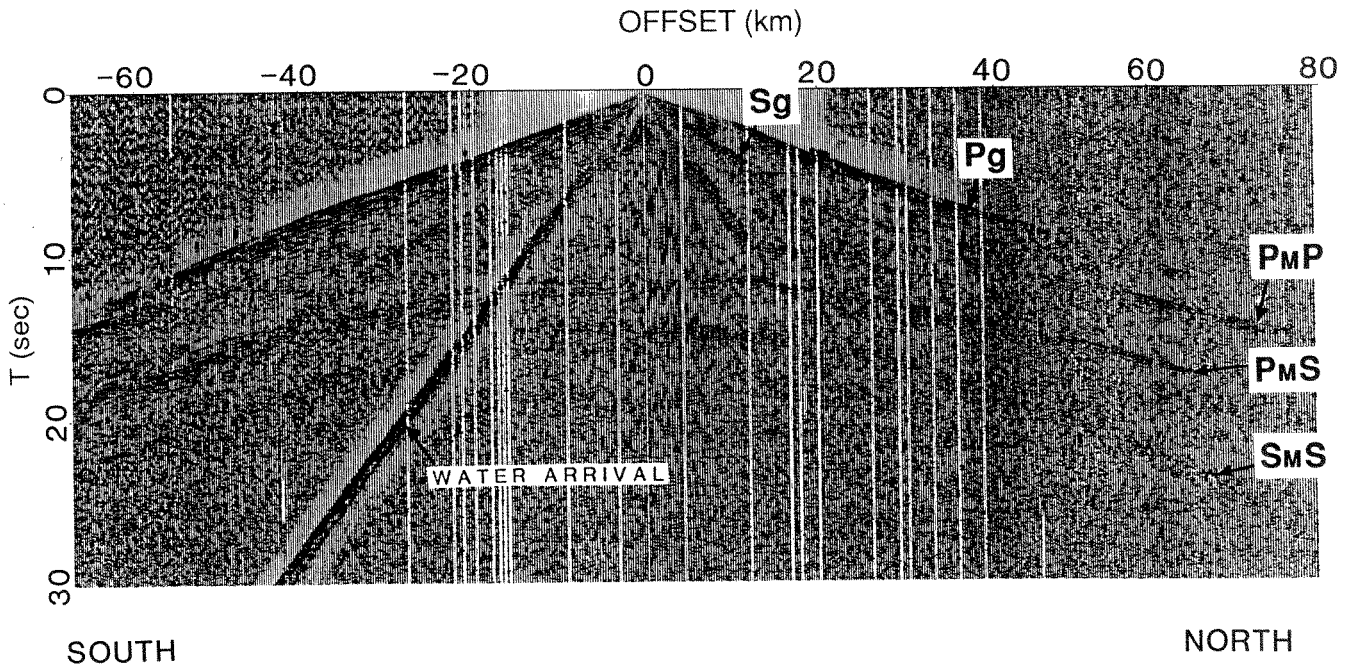 OFFSET (km)
-60 -40 -20 0 20 40 60 80
0
Sg
Pg
10
PMP
T (sec)
PMS
20
SMS
WATER ARRIVAL
30
SOUTH
NORTH